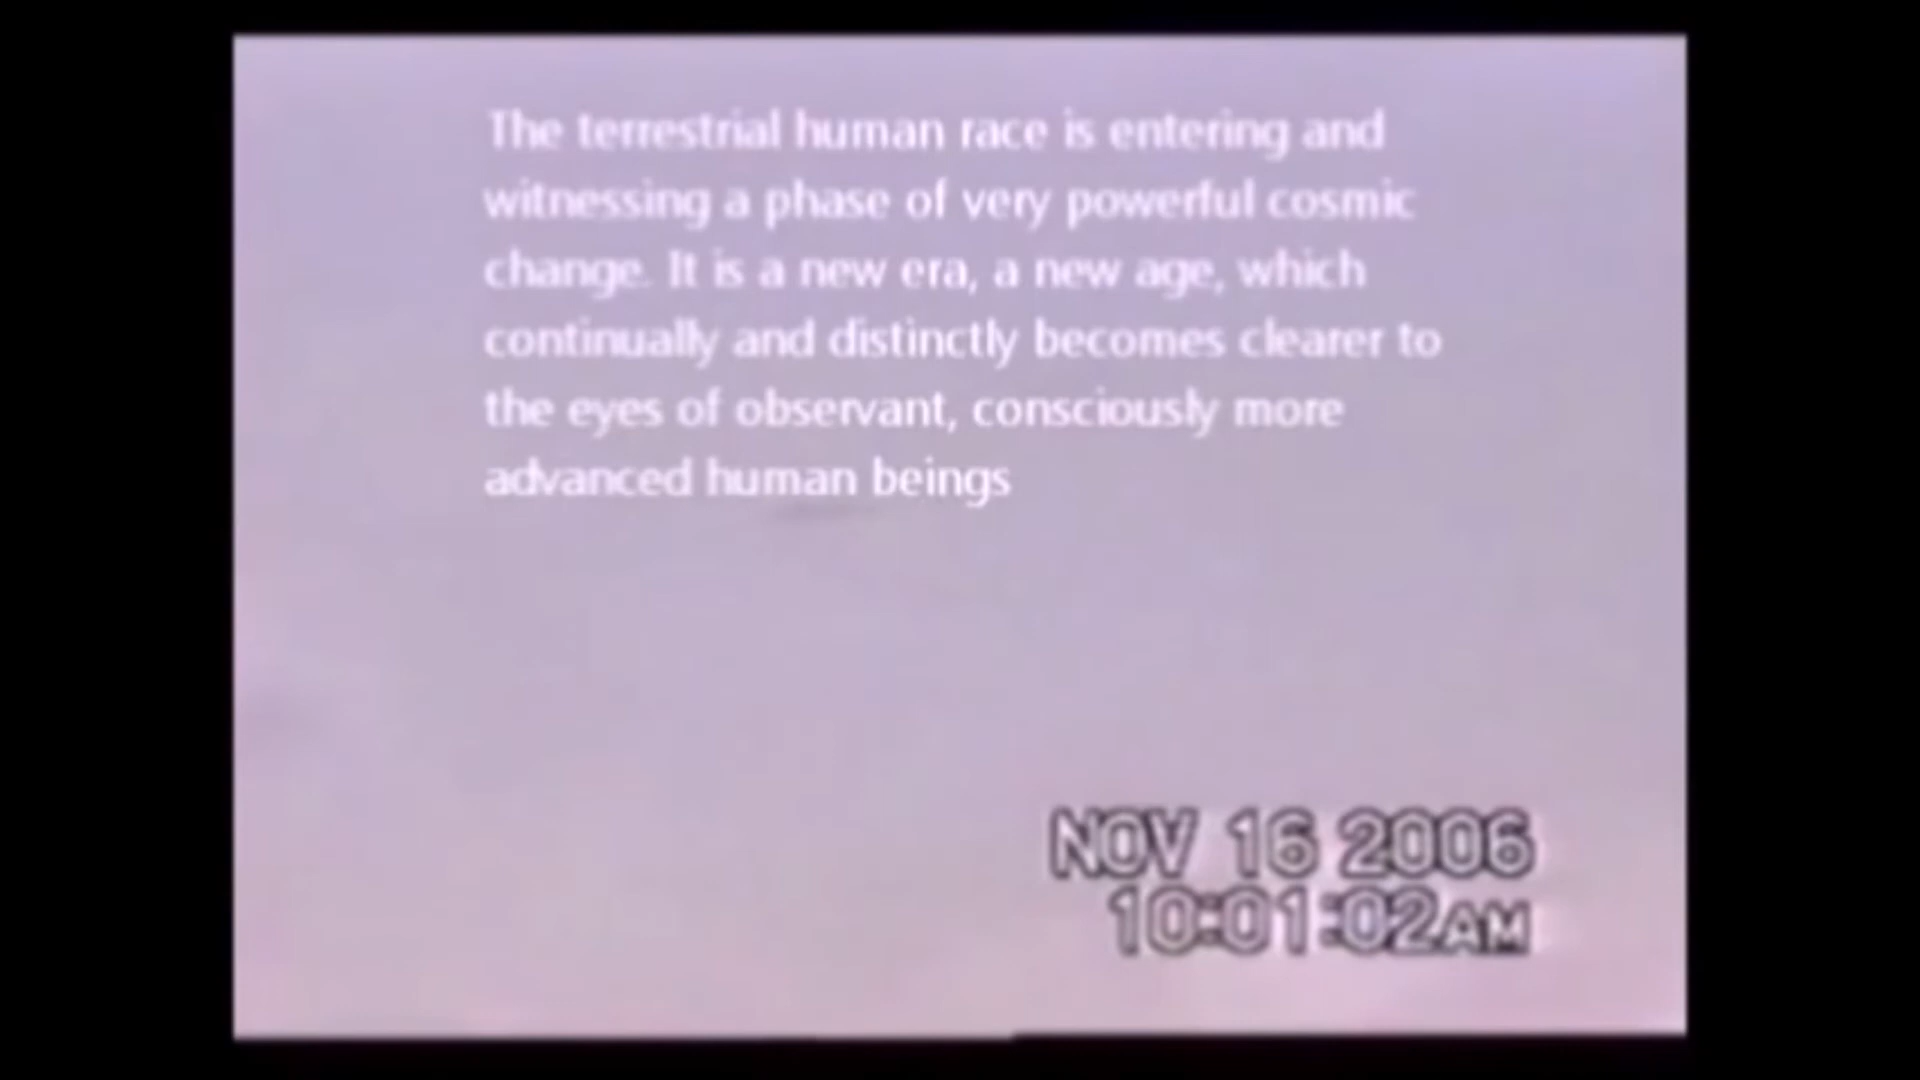 The terrestrial human race is entering and
witnessing a phase of very powerful cosmic
change. It is a new era, a new age, which
continually and distinctly becomes clearer to
the eyes of observant, consciously more
advanced human beings
NOV 16 2006
10:01:02AM